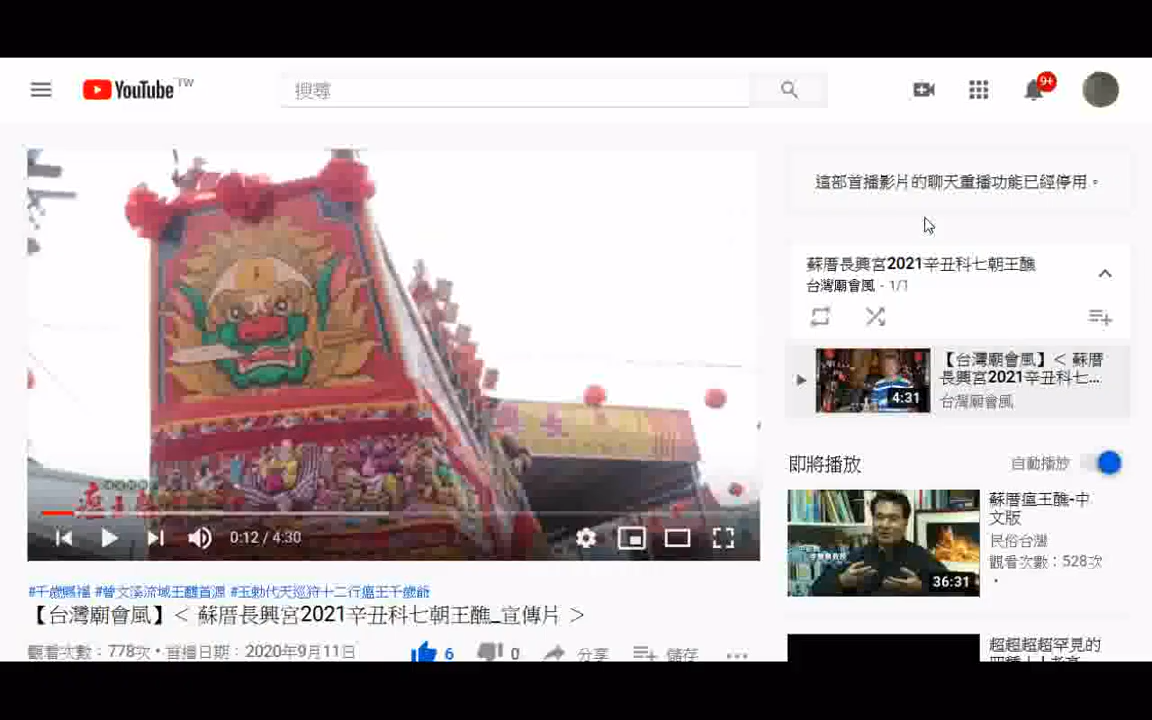 YouTube TW
搜尋
9+
這部首播影片的聊天重播功能已經停用。
蘇厝長興宮2021辛丑科七朝王醮
台灣廟會風 - 1/1
【台灣廟會風】＜ 蘇厝
長興宮2021辛丑科七...
台灣廟會風
4:31
0:12 / 4:30
即將播放
自動播放
蘇厝瘟王醮-中
文版
民俗台灣
觀看次數：528次
·
36:31
#千歲賜福 #曾文溪流域王醮首源 #玉勅代天巡狩十二行瘟王千歲爺
【台灣廟會風】＜ 蘇厝長興宮2021辛丑科七朝王醮_宣傳片 ＞
觀看次數：778次 • 首播日期：2020年9月11日
6
0
分享
儲存
超超超超罕見的